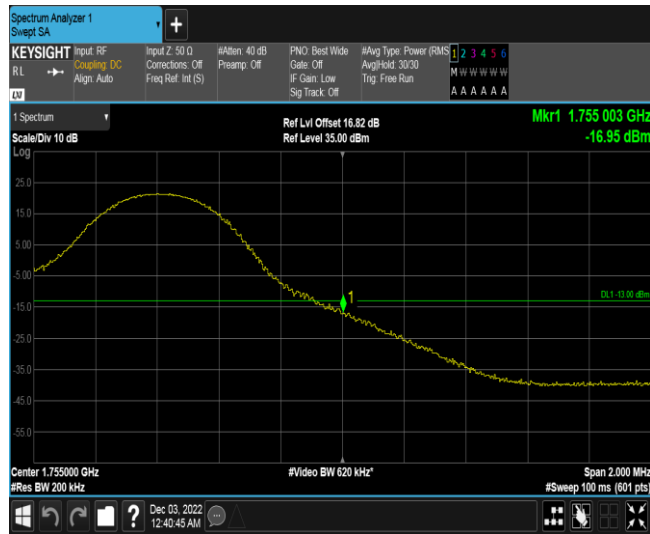 Spectrum Analyzer 1
Swept SA
+
KEYSIGHT Input: RF Input Z: 50 Ω #Atten: 40 dB PNO: Best Wide #Avg Type: Power (RMS 1 2 3 4 5 6
RL Coupling: DC Corrections: Off Preamp: Off Gate: Off Avg|Hold: 30/30 M W W W W W
Align: Auto Freq Ref: Int (S) IF Gain: Low Trig: Free Run
LXI Sig Track: Off A A A A A A
1 Spectrum Ref Lvl Offset 16.82 dB Mkr1 1.755 003 GHz
Scale/Div 10 dB Ref Level 35.00 dBm -16.95 dBm
Log
25.0
15.0
5.00
-5.00
1
DL1 -13.00 dBm
-15.0
-25.0
-35.0
-45.0
-55.0
Center 1.755000 GHz #Video BW 620 kHz* Span 2.000 MHz
#Res BW 200 kHz #Sweep 100 ms (601 pts)
? Dec 03, 2022
12:40:45 AM